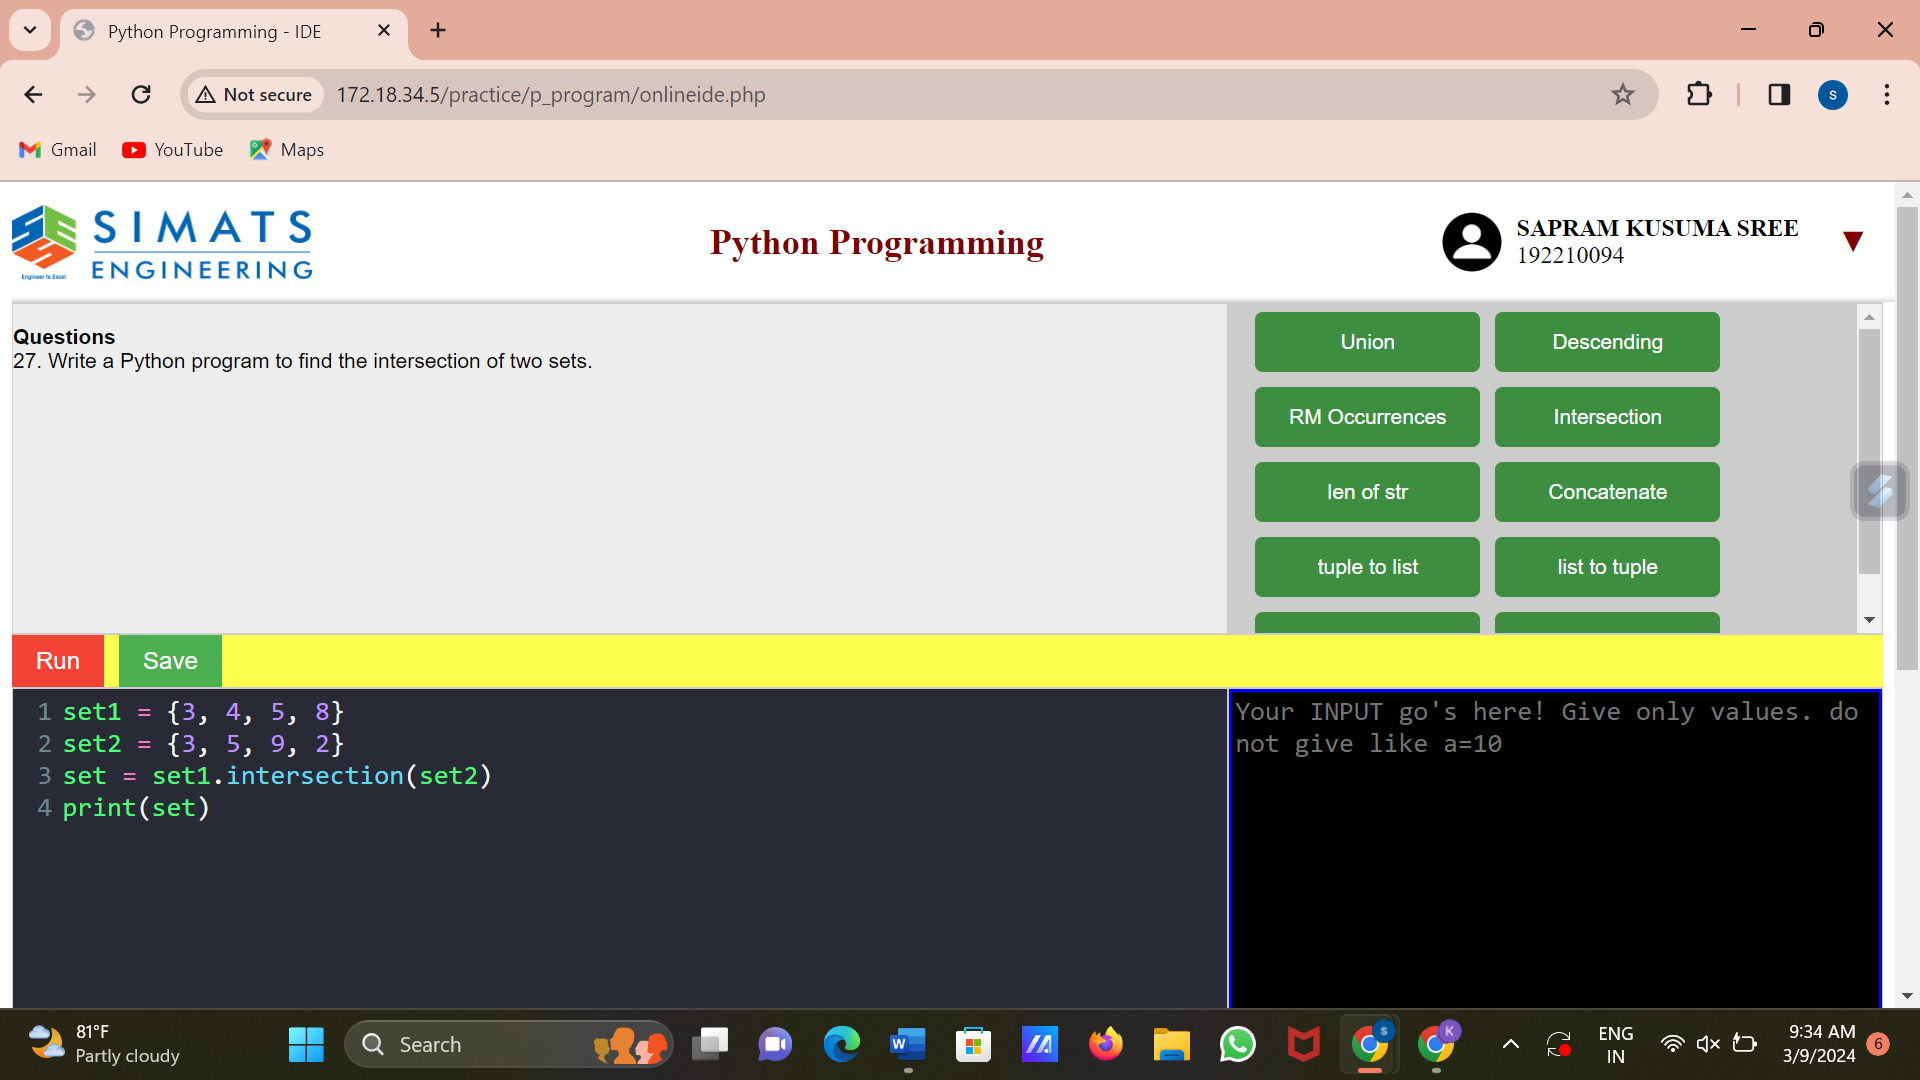 Python Programming - IDE
Not secure
172.18.34.5/practice/p_program/onlineide.php
S
Gmail
YouTube
Maps
SIMATS
ENGINEERING
Engineer to Excel
Python Programming
SAPRAM KUSUMA SREE
192210094
Questions
27. Write a Python program to find the intersection of two sets.
Union
Descending
RM Occurrences
Intersection
len of str
Concatenate
tuple to list
list to tuple
Run
Save
1 set1 = {3, 4, 5, 8}
2 set2 = {3, 5, 9, 2}
3 set = set1.intersection(set2)
4 print(set)
Your INPUT go's here! Give only values. do
not give like a=10
81°F
Partly cloudy
Search
W
S
K
ENG
IN
9:34 AM
3/9/2024
6